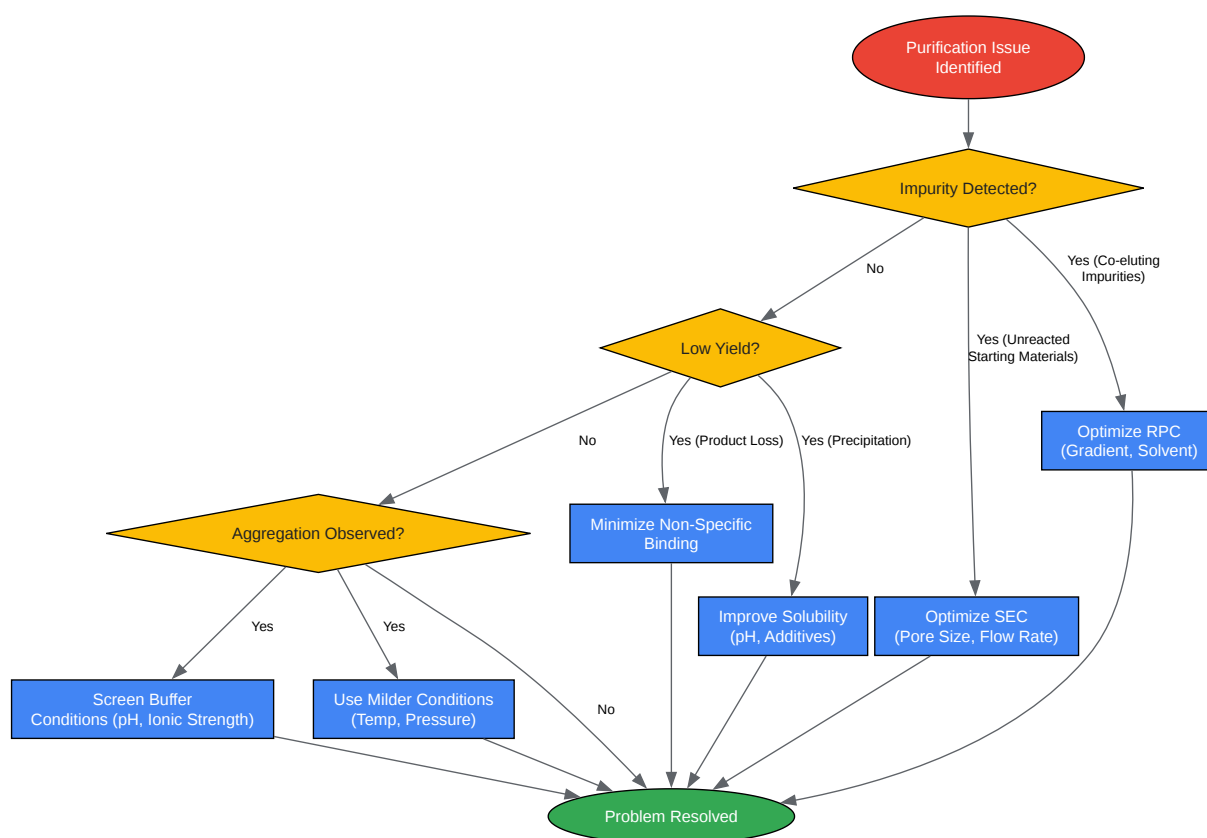 Purification Issue
Identified
Impurity Detected?
Yes (Co-eluting
Impurities)
No
Yes (Unreacted
Starting Materials)
Low Yield?
Optimize RPC
(Gradient, Solvent)
No
Yes (Product Loss)
Yes (Precipitation)
Minimize Non-Specific
Binding
Aggregation Observed?
Improve Solubility
(pH, Additives)
Optimize SEC
(Pore Size, Flow Rate)
Yes
Yes
Screen Buffer
Conditions (pH, Ionic Strength)
Use Milder Conditions
(Temp, Pressure)
No
Problem Resolved